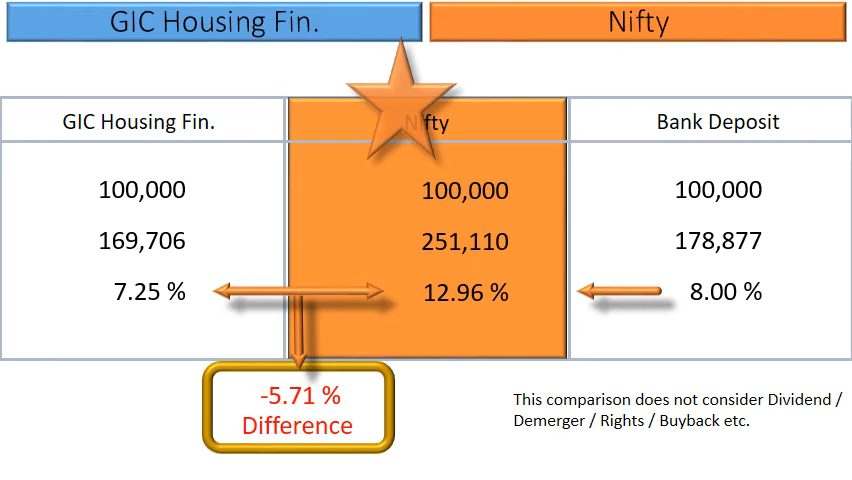 GIC Housing Fin.
Nifty
GIC Housing Fin.
Nifty
Bank Deposit
100,000
100,000
100,000
169,706
251,110
178,877
7.25 %
12.96 %
8.00 %
-5.71 %
Difference
This comparison does not consider Dividend /
Demerger / Rights / Buyback etc.